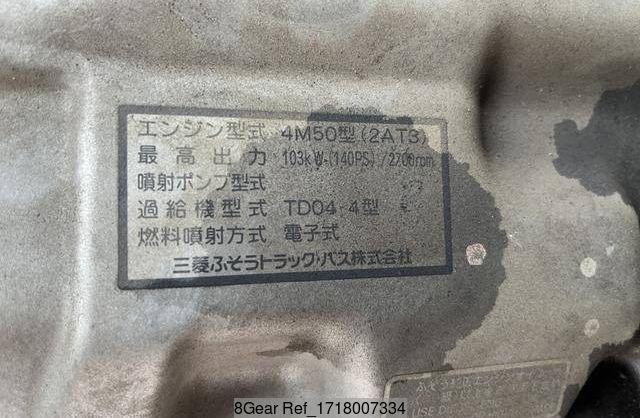 エンジン型式 4M50型(2AT3)
最高出力 103kW(140PS)/2700rpm
噴射ポンプ型式
過給機型式 TD04-4型
燃料噴射方式 電子式
三菱ふそうトラック・バス株式会社
8Gear Ref_1718007334